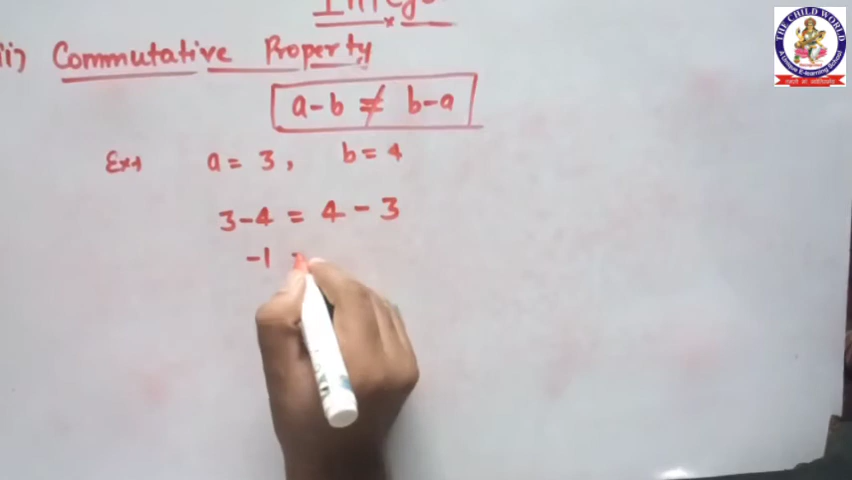 ii) Commutative Property
a-b ≠ b-a
Ex→ a = 3, b = 4
3-4 = 4 - 3
-1 =
THE CHILD WORLD